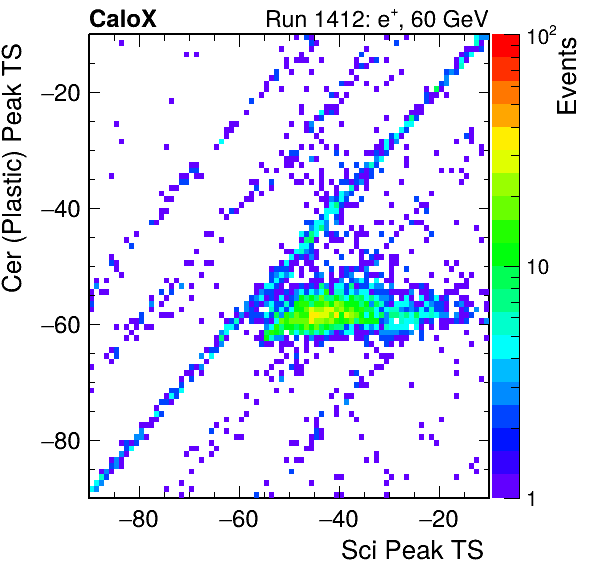 CaloX Run 1412: e⁺, 60 GeV
Cer (Plastic) Peak TS
−20
−40
−60
−80
−80 −60 −40 −20
Sci Peak TS
10²
10
1
Events